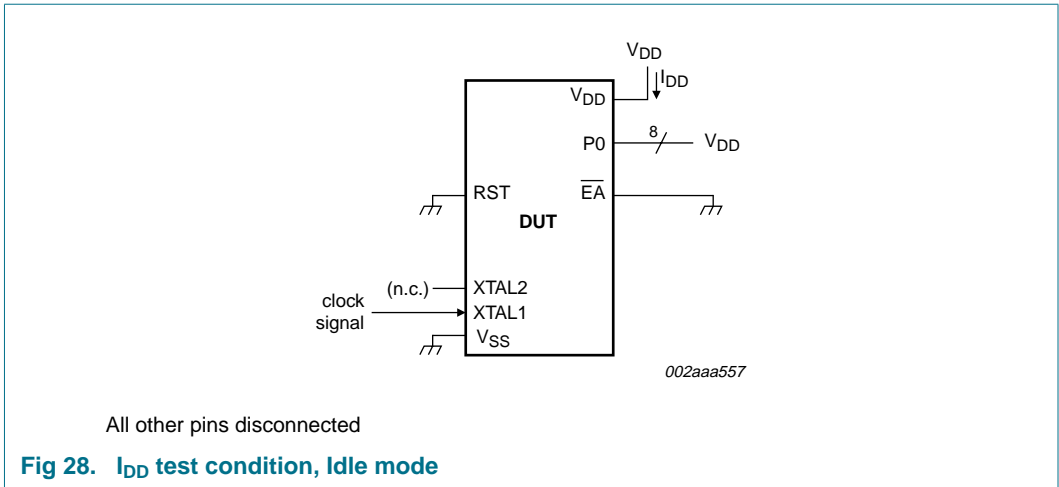 VDD
IDD
VDD
P0
8
VDD
RST
EA
DUT
(n.c.)
XTAL2
clock
signal
XTAL1
VSS
002aaa557
All other pins disconnected
Fig 28. IDD test condition, Idle mode